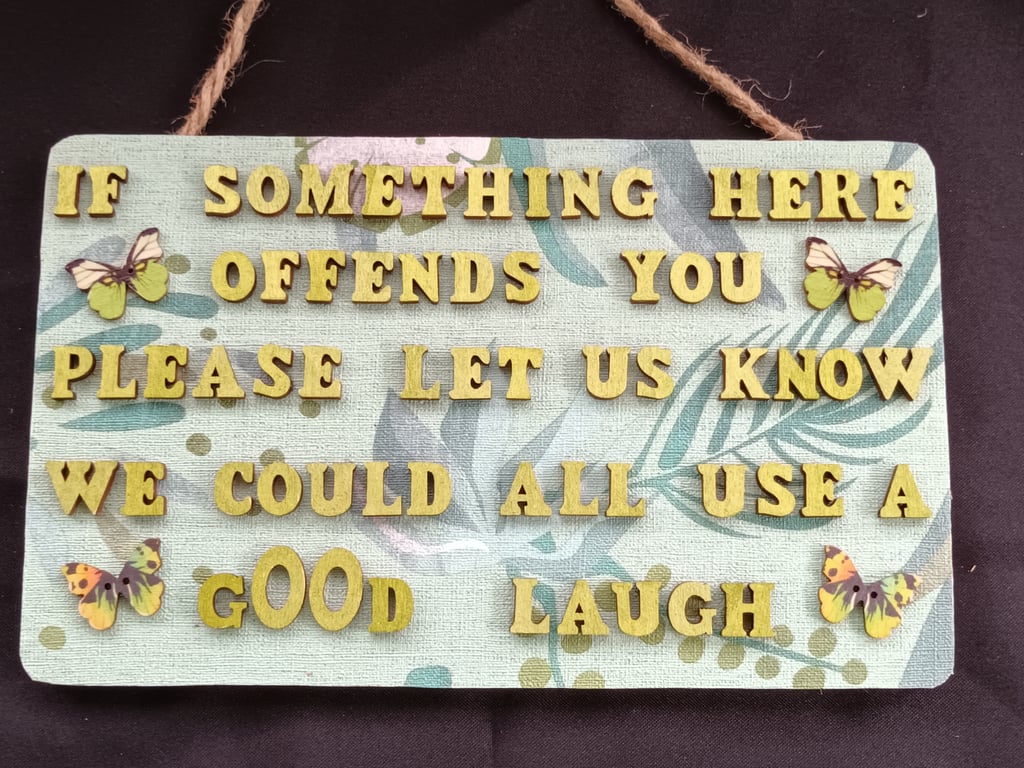 IF SOMETHING HERE
OFFENDS YOU
PLEASE LET US KNOW
WE COULD ALL USE A
GOOD LAUGH